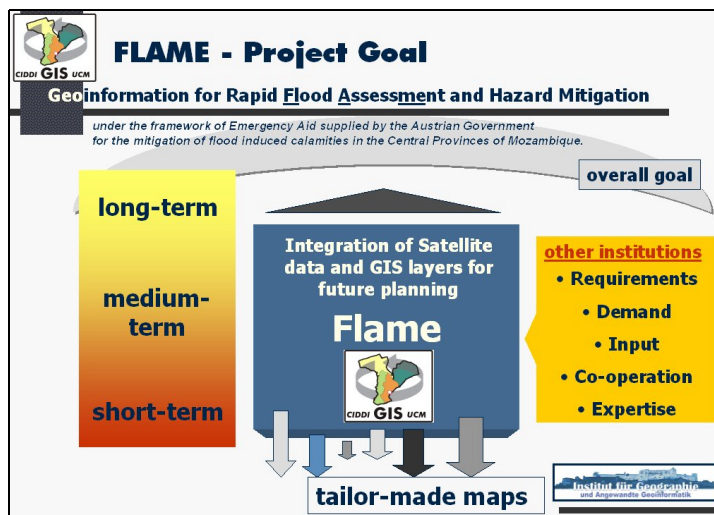 CIDDI GIS UCM
FLAME - Project Goal
Geoinformation for Rapid Flood Assessment and Hazard Mitigation
under the framework of Emergency Aid supplied by the Austrian Government
for the mitigation of flood induced calamities in the Central Provinces of Mozambique.
overall goal
long-term
medium-
term
short-term
Integration of Satellite
data and GIS layers for
future planning
Flame
CIDDI GIS UCM
other institutions
• Requirements
• Demand
• Input
• Co-operation
• Expertise
tailor-made maps
Institut für Geographie
und Angewandte Geoinformatik